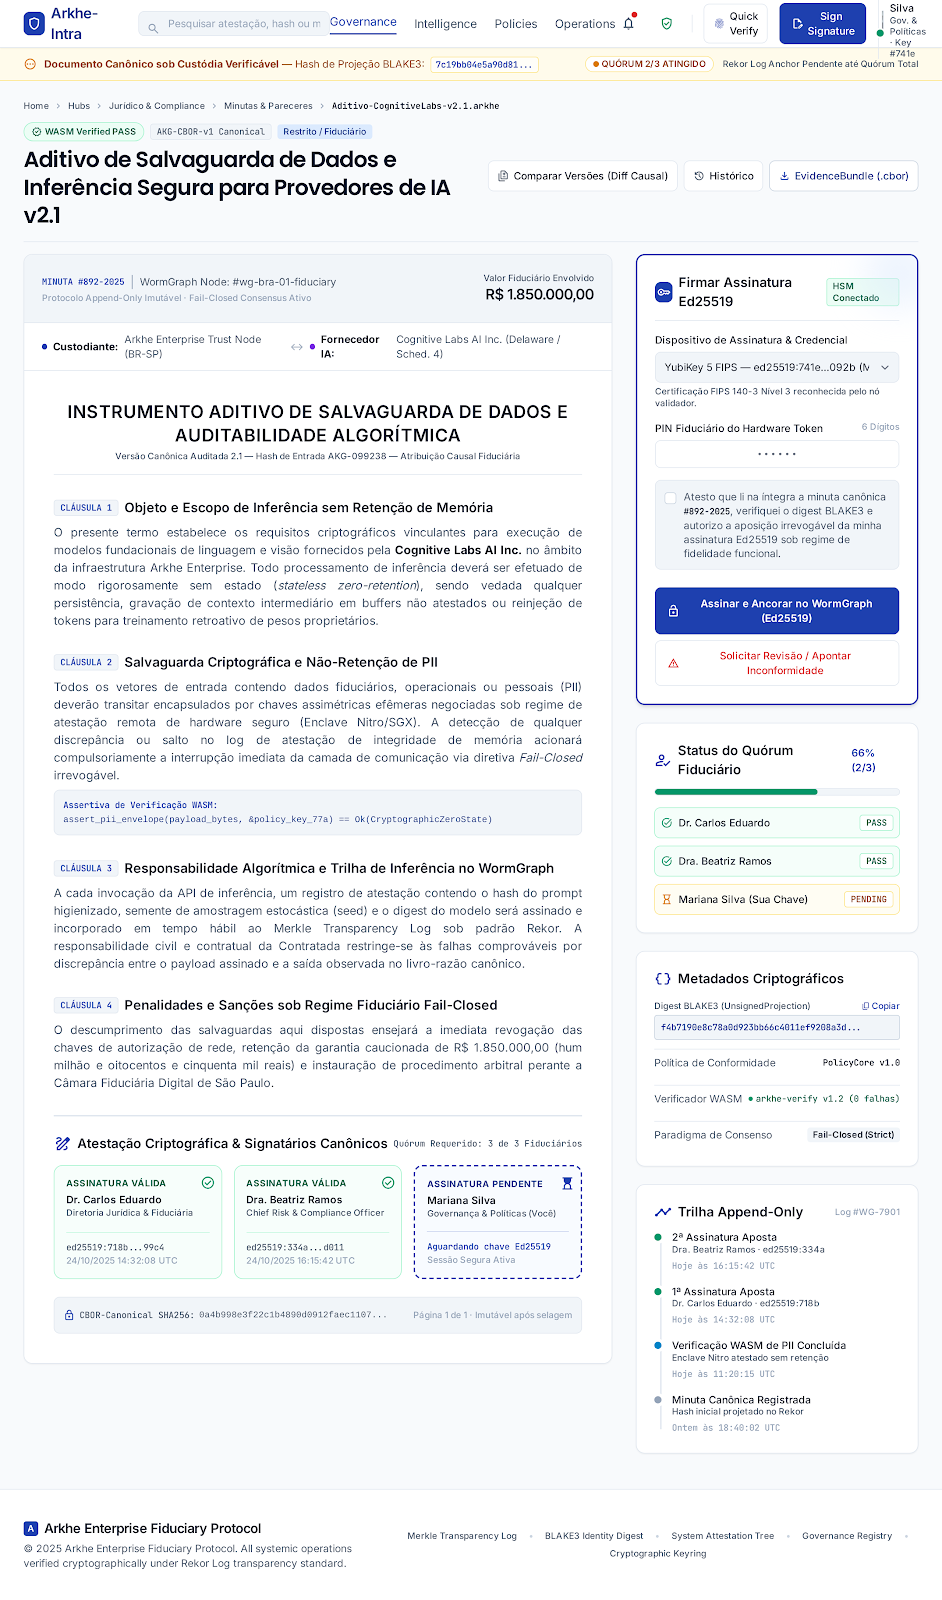 Arkhe-
Intra
Pesquisar atestação, hash ou m
Governance
Intelligence
Policies
Operations
Quick
Verify
Sign
Signature
Silva
Gov. &
Políticas
· Key
#741e
Documento Canônico sob Custódia Verificável — Hash de Projeção BLAKE3: 7c19bb04e5a90d81...
QUÓRUM 2/3 ATINGIDO
Rekor Log Anchor Pendente até Quórum Total
Home > Hubs > Jurídico & Compliance > Minutas & Pareceres > Aditivo-CognitiveLabs-v2.1.arkhe
WASM Verified PASS
AKG-CBOR-v1 Canonical
Restrito / Fiduciário
Aditivo de Salvaguarda de Dados e
Inferência Segura para Provedores de IA
v2.1
Comparar Versões (Diff Causal)
Histórico
EvidenceBundle (.cbor)
MINUTA #892-2025 | WormGraph Node: #wg-bra-01-fiduciary
Protocolo Append-Only Imutável · Fail-Closed Consensus Ativo
Valor Fiduciário Envolvido
R$ 1.850.000,00
Custodiante:
Arkhe Enterprise Trust Node
(BR-SP)
Fornecedor
IA:
Cognitive Labs AI Inc. (Delaware /
Sched. 4)
INSTRUMENTO ADITIVO DE SALVAGUARDA DE DADOS E
AUDITABILIDADE ALGORÍTMICA
Versão Canônica Auditada 2.1 — Hash de Entrada AKG-099238 — Atribuição Causal Fiduciária
CLÁUSULA 1 Objeto e Escopo de Inferência sem Retenção de Memória
O presente termo estabelece os requisitos criptográficos vinculantes para execução de
modelos fundacionais de linguagem e visão fornecidos pela Cognitive Labs AI Inc. no âmbito
da infraestrutura Arkhe Enterprise. Todo processamento de inferência deverá ser efetuado de
modo rigorosamente sem estado (stateless zero-retention), sendo vedada qualquer
persistência, gravação de contexto intermediário em buffers não atestados ou reinjeção de
tokens para treinamento retroativo de pesos proprietários.
CLÁUSULA 2 Salvaguarda Criptográfica e Não-Retenção de PII
Todos os vetores de entrada contendo dados fiduciários, operacionais ou pessoais (PII)
deverão transitar encapsulados por chaves assimétricas efêmeras negociadas sob regime de
atestação remota de hardware seguro (Enclave Nitro/SGX). A detecção de qualquer
discrepância ou salto no log de atestação de integridade de memória acionará
compulsoriamente a interrupção imediata da camada de comunicação via diretiva Fail-Closed
irrevogável.
Assertiva de Verificação WASM:
assert_pii_envelope(payload_bytes, &policy_key_77a) == Ok(CryptographicZeroState)
CLÁUSULA 3 Responsabilidade Algorítmica e Trilha de Inferência no WormGraph
A cada invocação da API de inferência, um registro de atestação contendo o hash do prompt
higienizado, semente de amostragem estocástica (seed) e o digest do modelo será assinado e
incorporado em tempo hábil ao Merkle Transparency Log sob padrão Rekor. A
responsabilidade civil e contratual da Contratada restringe-se às falhas comprováveis por
discrepância entre o payload assinado e a saída observada no livro-razão canônico.
CLÁUSULA 4 Penalidades e Sanções sob Regime Fiduciário Fail-Closed
O descumprimento das salvaguardas aqui dispostas ensejará a imediata revogação das
chaves de autorização de rede, retenção da garantia caucionada de R$ 1.850.000,00 (hum
milhão e oitocentos e cinquenta mil reais) e instauração de procedimento arbitral perante a
Câmara Fiduciária Digital de São Paulo.
Atestação Criptográfica & Signatários Canônicos
Quórum Requerido: 3 de 3 Fiduciários
ASSINATURA VÁLIDA
Dr. Carlos Eduardo
Diretoria Jurídica & Fiduciária
ed25519:718b...99c4
24/10/2025 14:32:08 UTC
ASSINATURA VÁLIDA
Dra. Beatriz Ramos
Chief Risk & Compliance Officer
ed25519:334a...d011
24/10/2025 16:15:42 UTC
ASSINATURA PENDENTE
Mariana Silva
Governança & Políticas (Você)
Aguardando chave Ed25519
Sessão Segura Ativa
CBOR-Canonical SHA256: 0a4b998e3f22c1b4890d0912faec1107...
Página 1 de 1 · Imutável após selagem
Firmar Assinatura
Ed25519
HSM
Conectado
Dispositivo de Assinatura & Credencial
YubiKey 5 FIPS — ed25519:741e...092b (M
Certificação FIPS 140-3 Nível 3 reconhecida pelo nó
validador.
PIN Fiduciário do Hardware Token
6 Dígitos
••••••
Atesto que li na íntegra a minuta canônica
#892-2025, verifiquei o digest BLAKE3 e
autorizo a aposição irrevogável da minha
assinatura Ed25519 sob regime de
fidelidade funcional.
Assinar e Ancorar no WormGraph
(Ed25519)
Solicitar Revisão / Apontar
Inconformidade
Status do Quórum
Fiduciário
66%
(2/3)
Dr. Carlos Eduardo PASS
Dra. Beatriz Ramos PASS
Mariana Silva (Sua Chave) PENDING
Metadados Criptográficos
Digest BLAKE3 (UnsignedProjection)
Copiar
f4b7190e8c78a0d923bb66c4011ef9208a3d...
Política de Conformidade PolicyCore v1.0
Verificador WASM arkhe-verify v1.2 (0 falhas)
Paradigma de Consenso Fail-Closed (Strict)
Trilha Append-Only
Log #WG-7901
2ª Assinatura Aposta
Dra. Beatriz Ramos · ed25519:334a
Hoje às 16:15:42 UTC
1ª Assinatura Aposta
Dr. Carlos Eduardo · ed25519:718b
Hoje às 14:32:08 UTC
Verificação WASM de PII Concluída
Enclave Nitro atestado sem retenção
Hoje às 11:20:15 UTC
Minuta Canônica Registrada
Hash inicial projetado no Rekor
Ontem às 18:40:02 UTC
A Arkhe Enterprise Fiduciary Protocol
© 2025 Arkhe Enterprise Fiduciary Protocol. All systemic operations
verified cryptographically under Rekor Log transparency standard.
Merkle Transparency Log • BLAKE3 Identity Digest • System Attestation Tree • Governance Registry •
Cryptographic Keyring